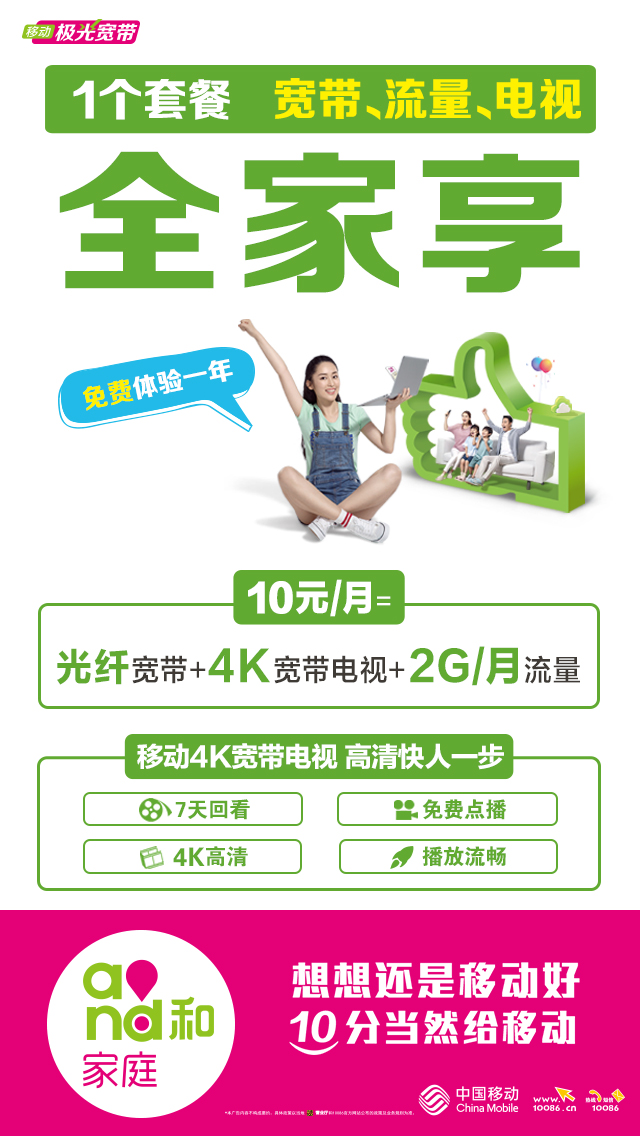 移动 极光宽带
1个套餐 宽带、流量、电视
全家享
免费体验一年
10元/月=
光纤宽带+4K宽带电视+2G/月流量
移动4K宽带电视 高清快人一步
7天回看 免费点播
4K高清 播放流畅
and和
家庭
想想还是移动好
10分当然给移动
中国移动
China Mobile
www.
10086.cn
热线 短信
10086